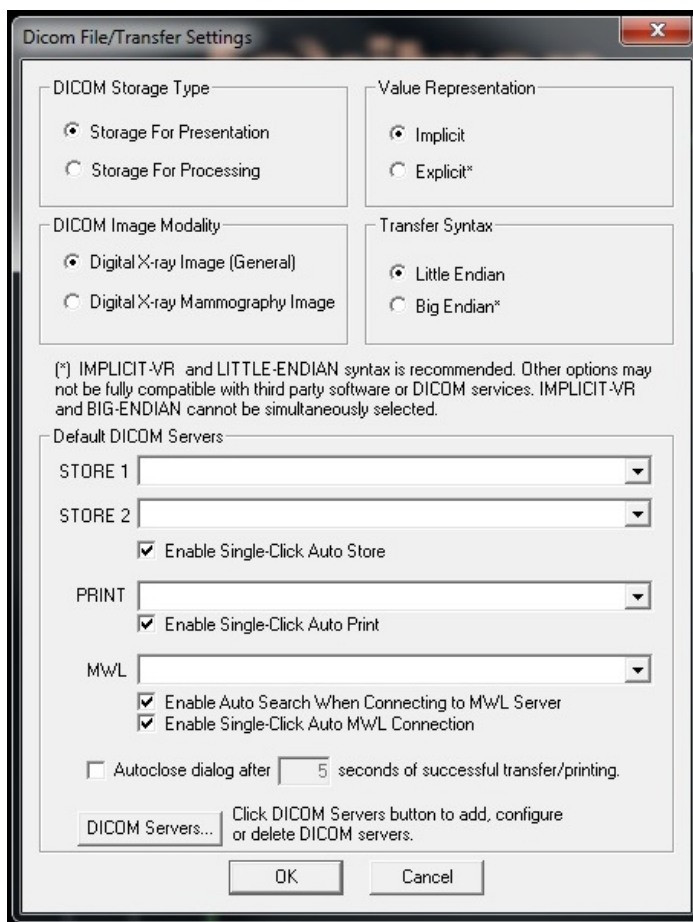 Dicom File/Transfer Settings
DICOM Storage Type
Storage For Presentation
Storage For Processing
Value Representation
Implicit
Explicit*
DICOM Image Modality
Digital X-ray Image (General)
Digital X-ray Mammography Image
Transfer Syntax
Little Endian
Big Endian*
(*) IMPLICIT-VR and LITTLE-ENDIAN syntax is recommended. Other options may
not be fully compatible with third party software or DICOM services. IMPLICIT-VR
and BIG-ENDIAN cannot be simultaneously selected.
Default DICOM Servers
STORE 1
STORE 2
Enable Single-Click Auto Store
PRINT
Enable Single-Click Auto Print
MWL
Enable Auto Search When Connecting to MWL Server
Enable Single-Click Auto MWL Connection
Autoclose dialog after 5 seconds of successful transfer/printing.
DICOM Servers...
Click DICOM Servers button to add, configure
or delete DICOM servers.
OK
Cancel